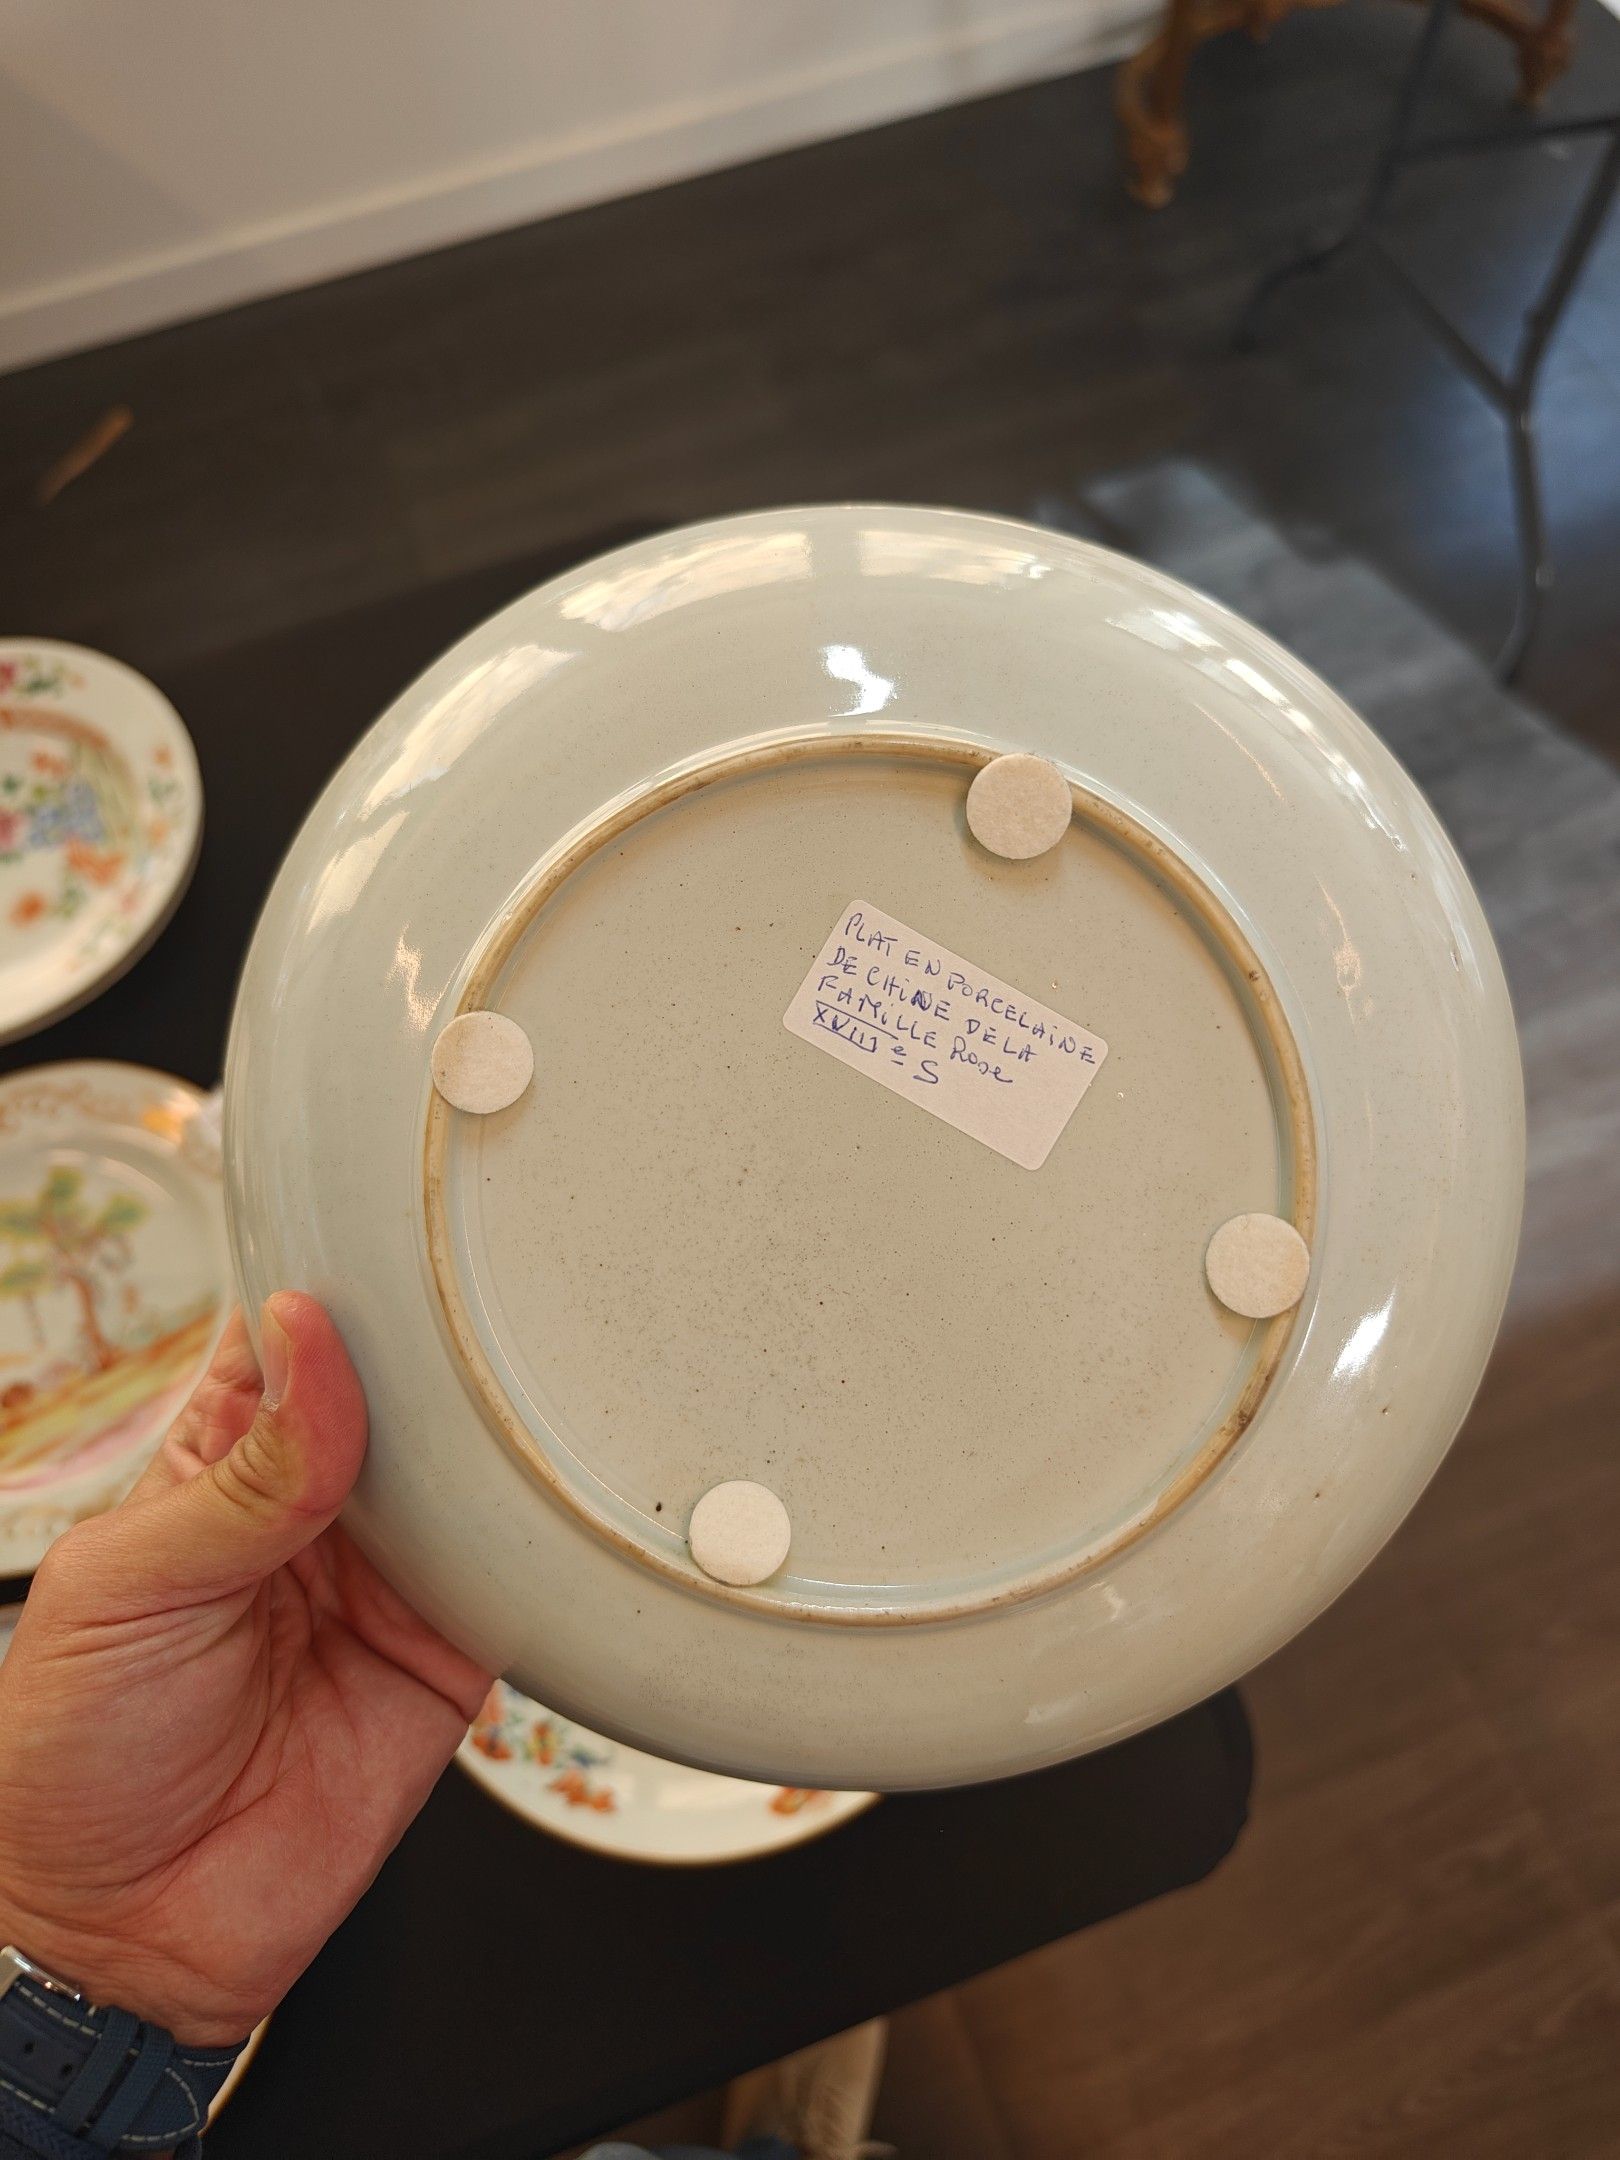 PLAT EN PORCELAINE
DE CHINE DE LA
FAMILLE Rose
XVIII e S